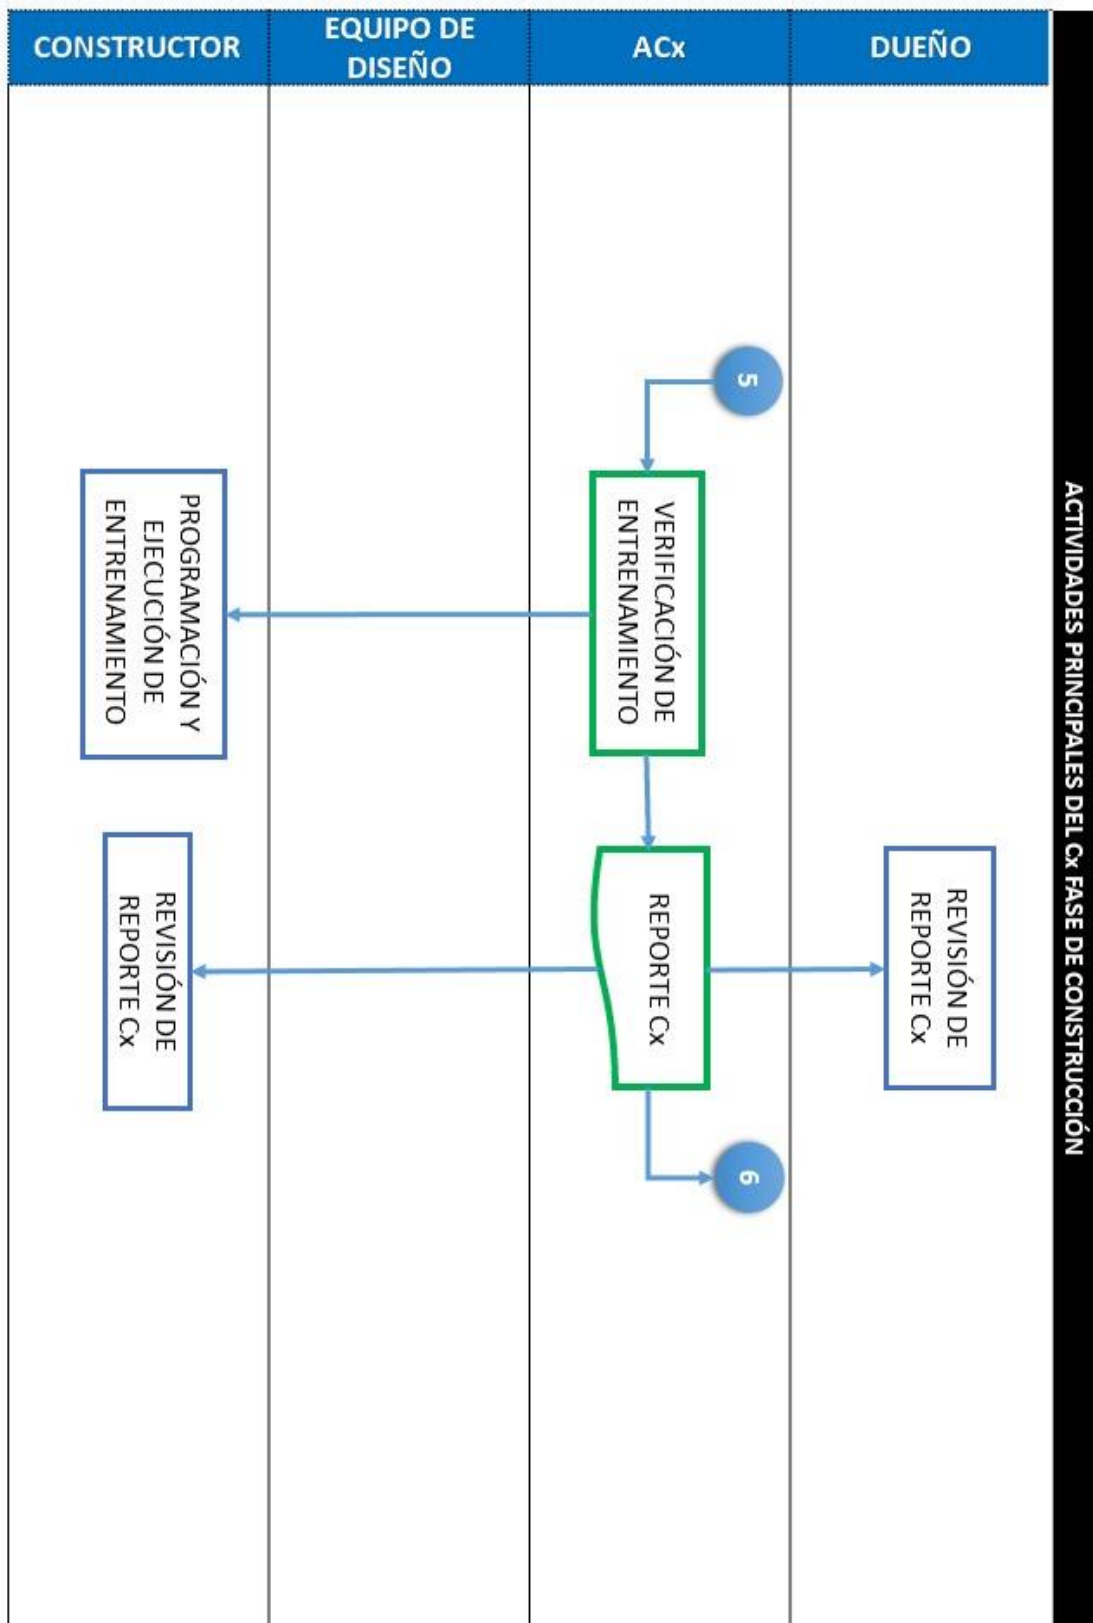 ACTIVIDADES PRINCIPALES DEL Cx FASE DE CONSTRUCCIÓN
CONSTRUCTOR
EQUIPO DE
DISEÑO
ACx
DUEÑO
5
VERIFICACIÓN DE
ENTRENAMIENTO
PROGRAMACIÓN Y
EJECUCIÓN DE
ENTRENAMIENTO
REVISIÓN DE
REPORTE Cx
REPORTE Cx
REVISIÓN DE
REPORTE Cx
6